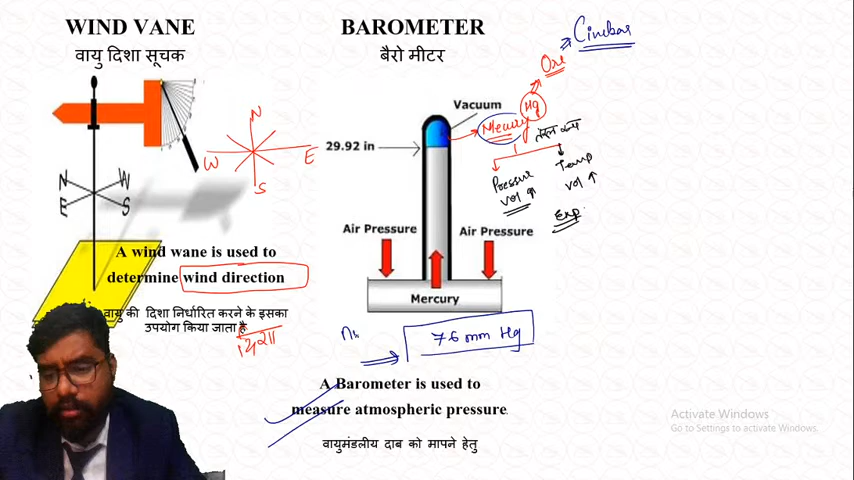 WIND VANE
वायु दिशा सूचक
N
W
E
S
N
W
E
S
A wind wane is used to
determine wind direction
वायु की दिशा निर्धारित करने के इसका
उपयोग किया जाता है
दिशा
BAROMETER
बैरो मीटर
Cinebar
Ore
Hg
Vacuum
Mercury
29.92 in
Pressure
vol ↑
Temp
vol ↑
Exp
Air Pressure
Air Pressure
Mercury
76 mm Hg
A Barometer is used to
measure atmospheric pressure
वायुमंडलीय दाब को मापने हेतु
Activate Windows
Go to Settings to activate Windows.